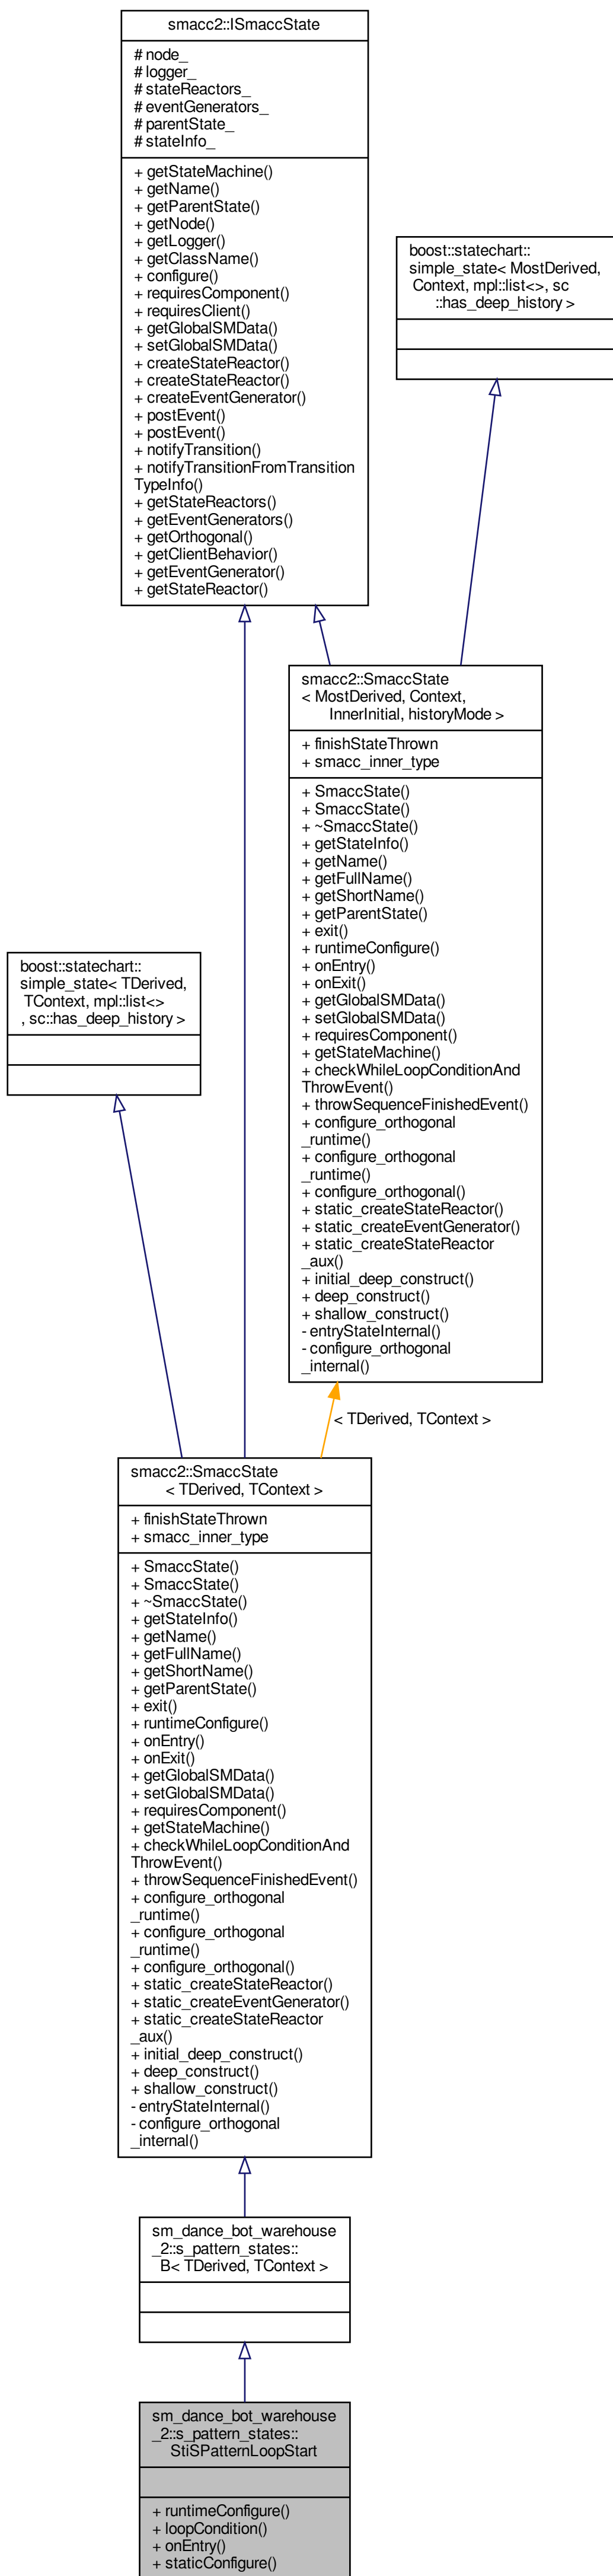 smacc2::ISmaccState
# node_
# logger_
# stateReactors_
# eventGenerators_
# parentState_
# stateInfo_
+ getStateMachine()
+ getName()
+ getParentState()
+ getNode()
+ getLogger()
+ getClassName()
+ configure()
+ requiresComponent()
+ requiresClient()
+ getGlobalSMData()
+ setGlobalSMData()
+ createStateReactor()
+ createStateReactor()
+ createEventGenerator()
+ postEvent()
+ postEvent()
+ notifyTransition()
+ notifyTransitionFromTransition
TypeInfo()
+ getStateReactors()
+ getEventGenerators()
+ getOrthogonal()
+ getClientBehavior()
+ getEventGenerator()
+ getStateReactor()
boost::statechart::
simple_state< MostDerived,
Context, mpl::list<>, sc
::has_deep_history >
smacc2::SmaccState
< MostDerived, Context,
InnerInitial, historyMode >
+ finishStateThrown
+ smacc_inner_type
+ SmaccState()
+ SmaccState()
+ ~SmaccState()
+ getStateInfo()
+ getName()
+ getFullName()
+ getShortName()
+ getParentState()
+ exit()
+ runtimeConfigure()
+ onEntry()
+ onExit()
+ getGlobalSMData()
+ setGlobalSMData()
+ requiresComponent()
+ getStateMachine()
+ checkWhileLoopConditionAnd
ThrowEvent()
+ throwSequenceFinishedEvent()
+ configure_orthogonal
_runtime()
+ configure_orthogonal
_runtime()
+ configure_orthogonal()
+ static_createStateReactor()
+ static_createEventGenerator()
+ static_createStateReactor
_aux()
+ initial_deep_construct()
+ deep_construct()
+ shallow_construct()
- entryStateInternal()
- configure_orthogonal
_internal()
boost::statechart::
simple_state< TDerived,
TContext, mpl::list<>
, sc::has_deep_history >
< TDerived, TContext >
smacc2::SmaccState
< TDerived, TContext >
+ finishStateThrown
+ smacc_inner_type
+ SmaccState()
+ SmaccState()
+ ~SmaccState()
+ getStateInfo()
+ getName()
+ getFullName()
+ getShortName()
+ getParentState()
+ exit()
+ runtimeConfigure()
+ onEntry()
+ onExit()
+ getGlobalSMData()
+ setGlobalSMData()
+ requiresComponent()
+ getStateMachine()
+ checkWhileLoopConditionAnd
ThrowEvent()
+ throwSequenceFinishedEvent()
+ configure_orthogonal
_runtime()
+ configure_orthogonal
_runtime()
+ configure_orthogonal()
+ static_createStateReactor()
+ static_createEventGenerator()
+ static_createStateReactor
_aux()
+ initial_deep_construct()
+ deep_construct()
+ shallow_construct()
- entryStateInternal()
- configure_orthogonal
_internal()
sm_dance_bot_warehouse
_2::s_pattern_states::
B< TDerived, TContext >
sm_dance_bot_warehouse
_2::s_pattern_states::
StiSPatternLoopStart
+ runtimeConfigure()
+ loopCondition()
+ onEntry()
+ staticConfigure()